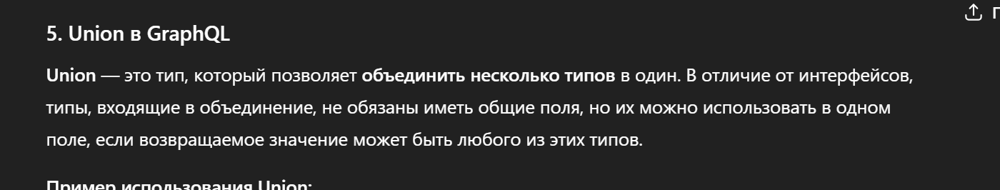 5. Union в GraphQL
Union — это тип, который позволяет объединить несколько типов в один. В отличие от интерфейсов,
типы, входящие в объединение, не обязаны иметь общие поля, но их можно использовать в одном
поле, если возвращаемое значение может быть любого из этих типов.
Пример использования Union: